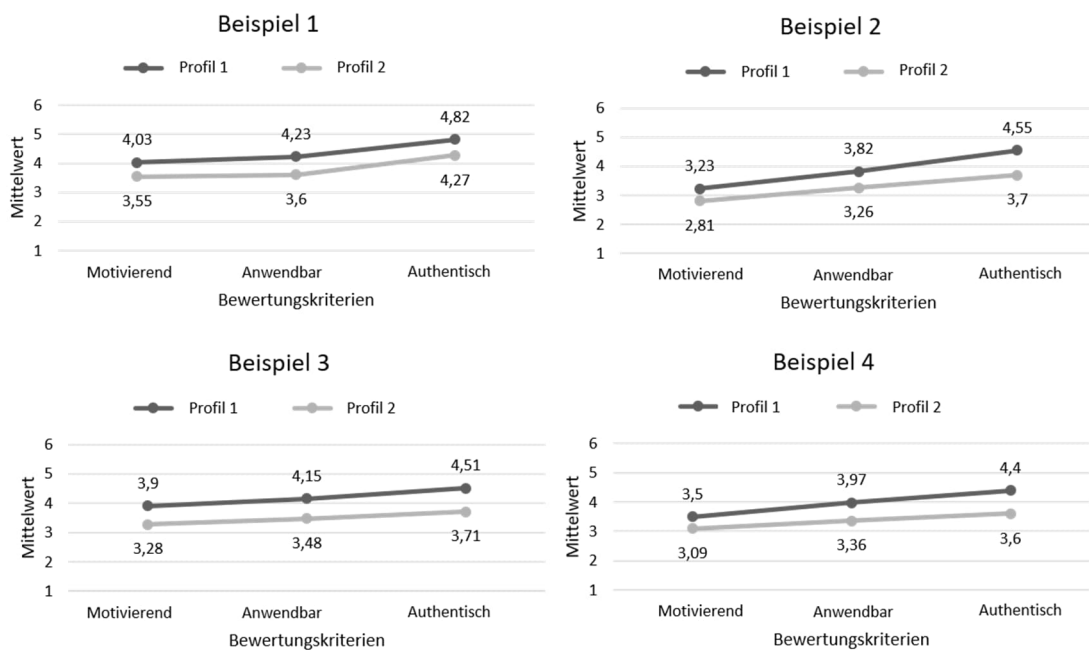 Beispiel 1
Profil 1 Profil 2
6
5
4
3
2
1
Mittelwert
4,03 4,23 4,82
3,55 3,6 4,27
Motivierend Anwendbar Authentisch
Bewertungskriterien
Beispiel 2
Profil 1 Profil 2
6
5
4
3
2
1
Mittelwert
3,23 3,82 4,55
2,81 3,26 3,7
Motivierend Anwendbar Authentisch
Bewertungskriterien
Beispiel 3
Profil 1 Profil 2
6
5
4
3
2
1
Mittelwert
3,9 4,15 4,51
3,28 3,48 3,71
Motivierend Anwendbar Authentisch
Bewertungskriterien
Beispiel 4
Profil 1 Profil 2
6
5
4
3
2
1
Mittelwert
3,5 3,97 4,4
3,09 3,36 3,6
Motivierend Anwendbar Authentisch
Bewertungskriterien